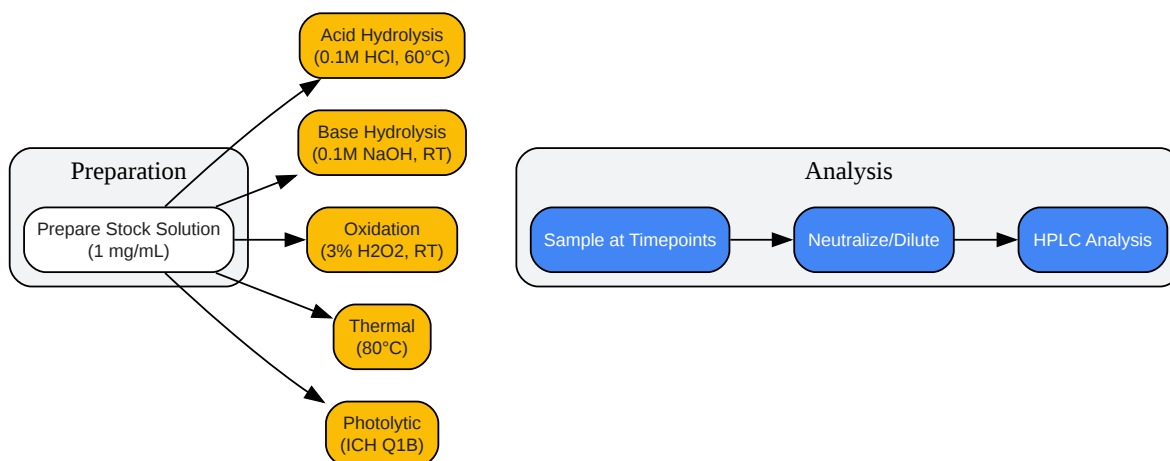 Acid Hydrolysis
(0.1M HCl, 60°C)
Base Hydrolysis
(0.1M NaOH, RT)
Preparation
Prepare Stock Solution
(1 mg/mL)
Oxidation
(3% H2O2, RT)
Thermal
(80°C)
Photolytic
(ICH Q1B)
Analysis
Sample at Timepoints
Neutralize/Dilute
HPLC Analysis